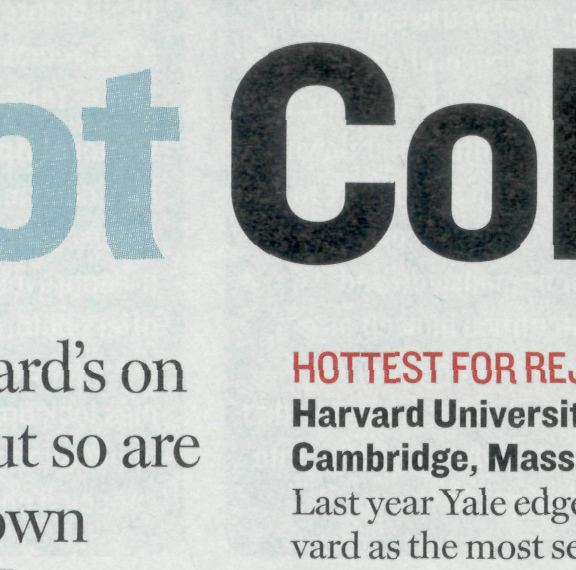 ot Col
ard's on
ut so are
own
HOTTEST FOR REJ
Harvard Universit
Cambridge, Mass
Last year Yale edge
vard as the most se